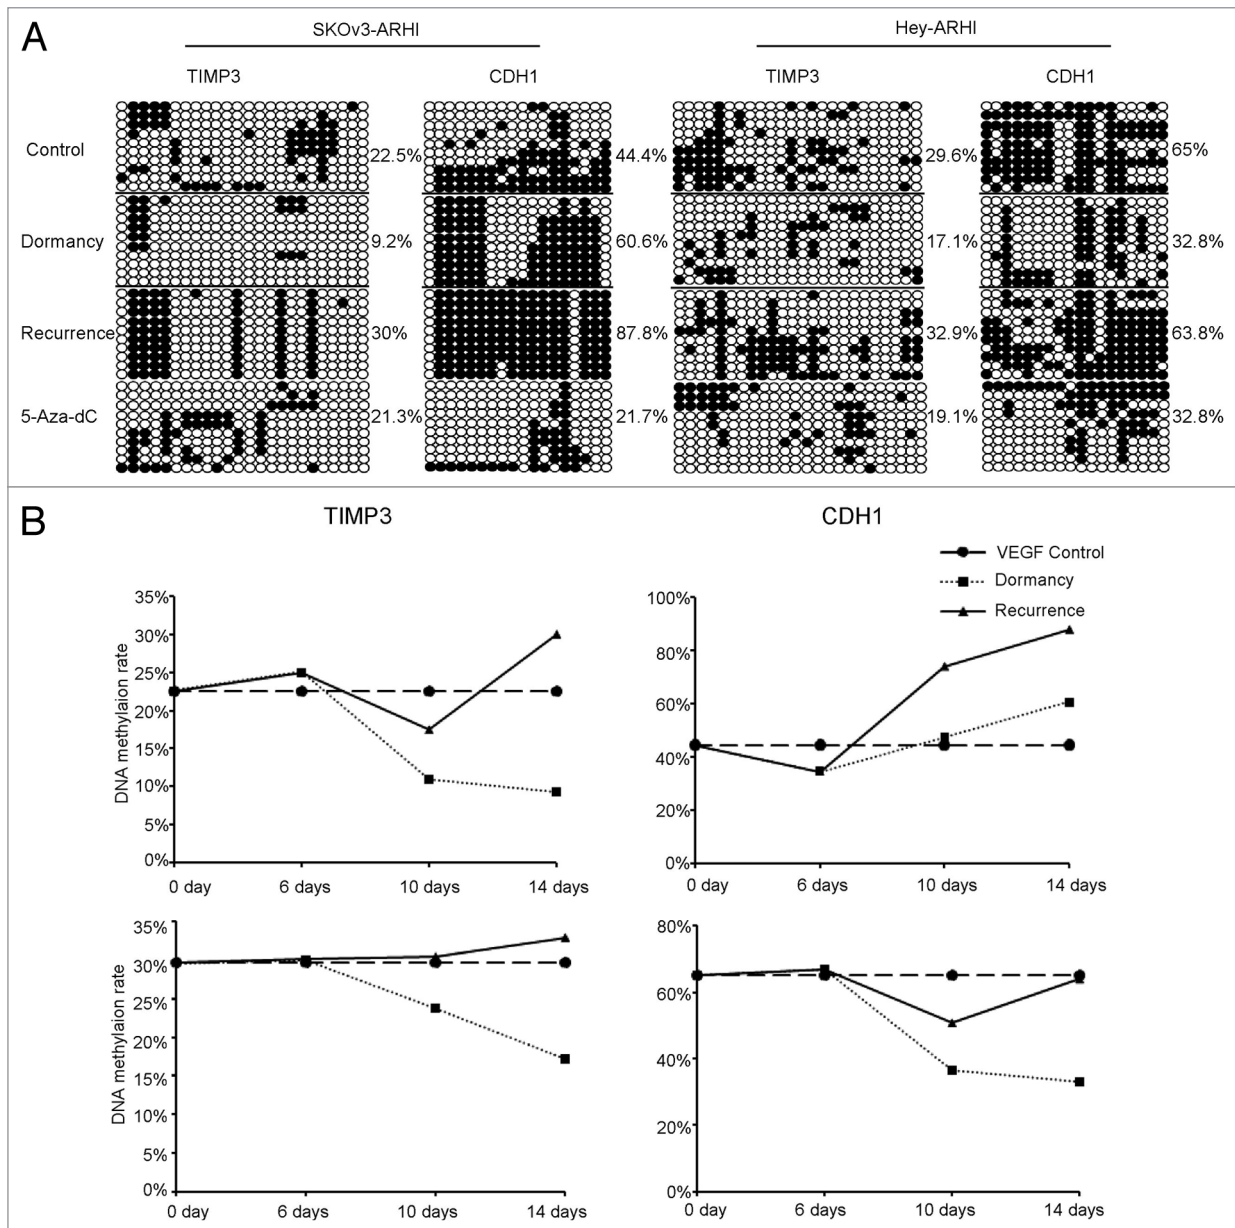 A
SKOv3-ARHI
Hey-ARHI
TIMP3
CDH1
TIMP3
CDH1
Control
22.5%
44.4%
29.6%
65%
Dormancy
9.2%
60.6%
17.1%
32.8%
Recurrence
30%
87.8%
32.9%
63.8%
5-Aza-dC
21.3%
21.7%
19.1%
32.8%
B
TIMP3
CDH1
VEGF Control
Dormancy
Recurrence
DNA methylaion rate
35%
30%
25%
20%
15%
10%
5%
0%
0 day
6 days
10 days
14 days
100%
80%
60%
40%
20%
0%
0 day
6 days
10 days
14 days
DNA methylaion rate
35%
30%
25%
20%
15%
10%
5%
0%
0 day
6 days
10 days
14 days
80%
60%
40%
20%
0%
0 day
6 days
10 days
14 days